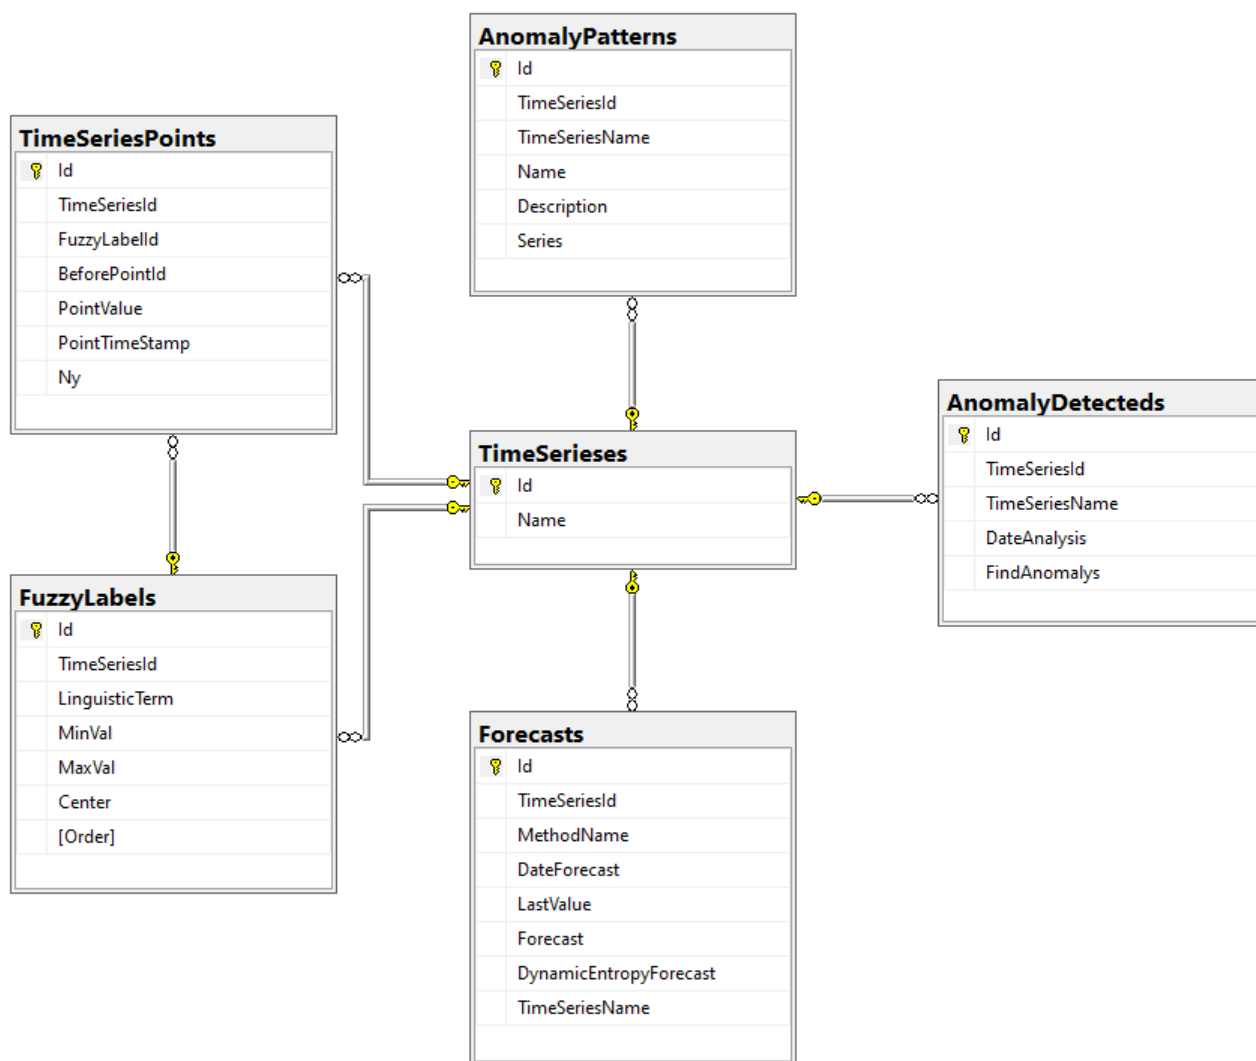 AnomalyPatterns
Id
TimeSeriesId
TimeSeriesName
Name
Description
Series
TimeSeriesPoints
Id
TimeSeriesId
FuzzyLabelId
BeforePointId
PointValue
PointTimeStamp
Ny
AnomalyDetecteds
Id
TimeSeriesId
TimeSeriesName
DateAnalysis
FindAnomalys
TimeSerieses
Id
Name
FuzzyLabels
Id
TimeSeriesId
LinguisticTerm
MinVal
MaxVal
Center
[Order]
Forecasts
Id
TimeSeriesId
MethodName
DateForecast
LastValue
Forecast
DynamicEntropyForecast
TimeSeriesName